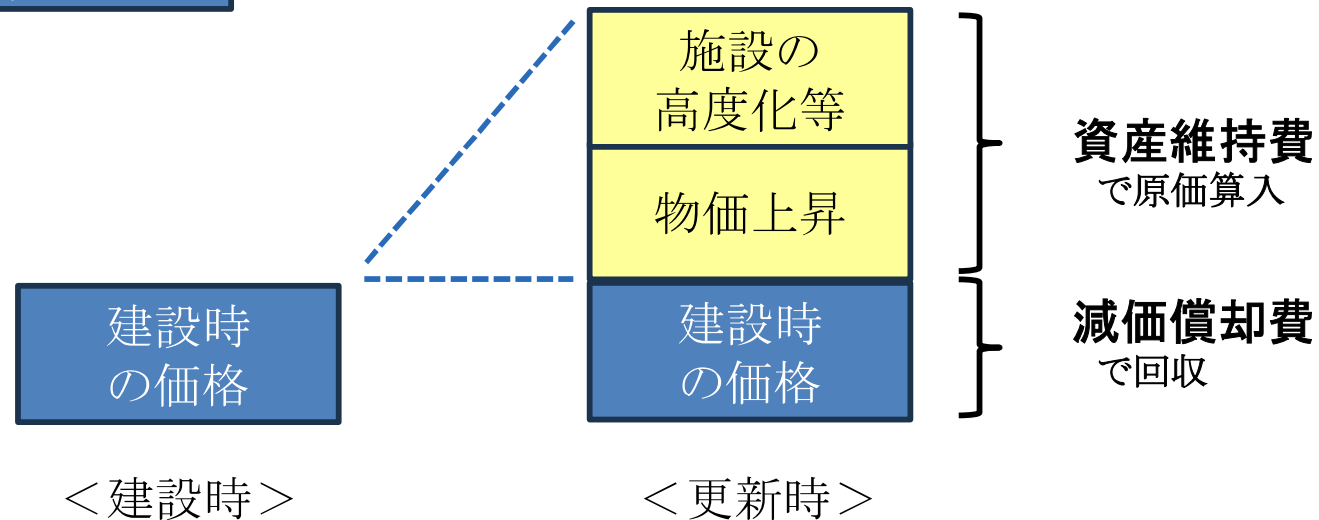 施設の
高度化等
物価上昇
資産維持費
で原価算入
建設時
の価格
建設時
の価格
減価償却費
で回収
＜建設時＞
＜更新時＞